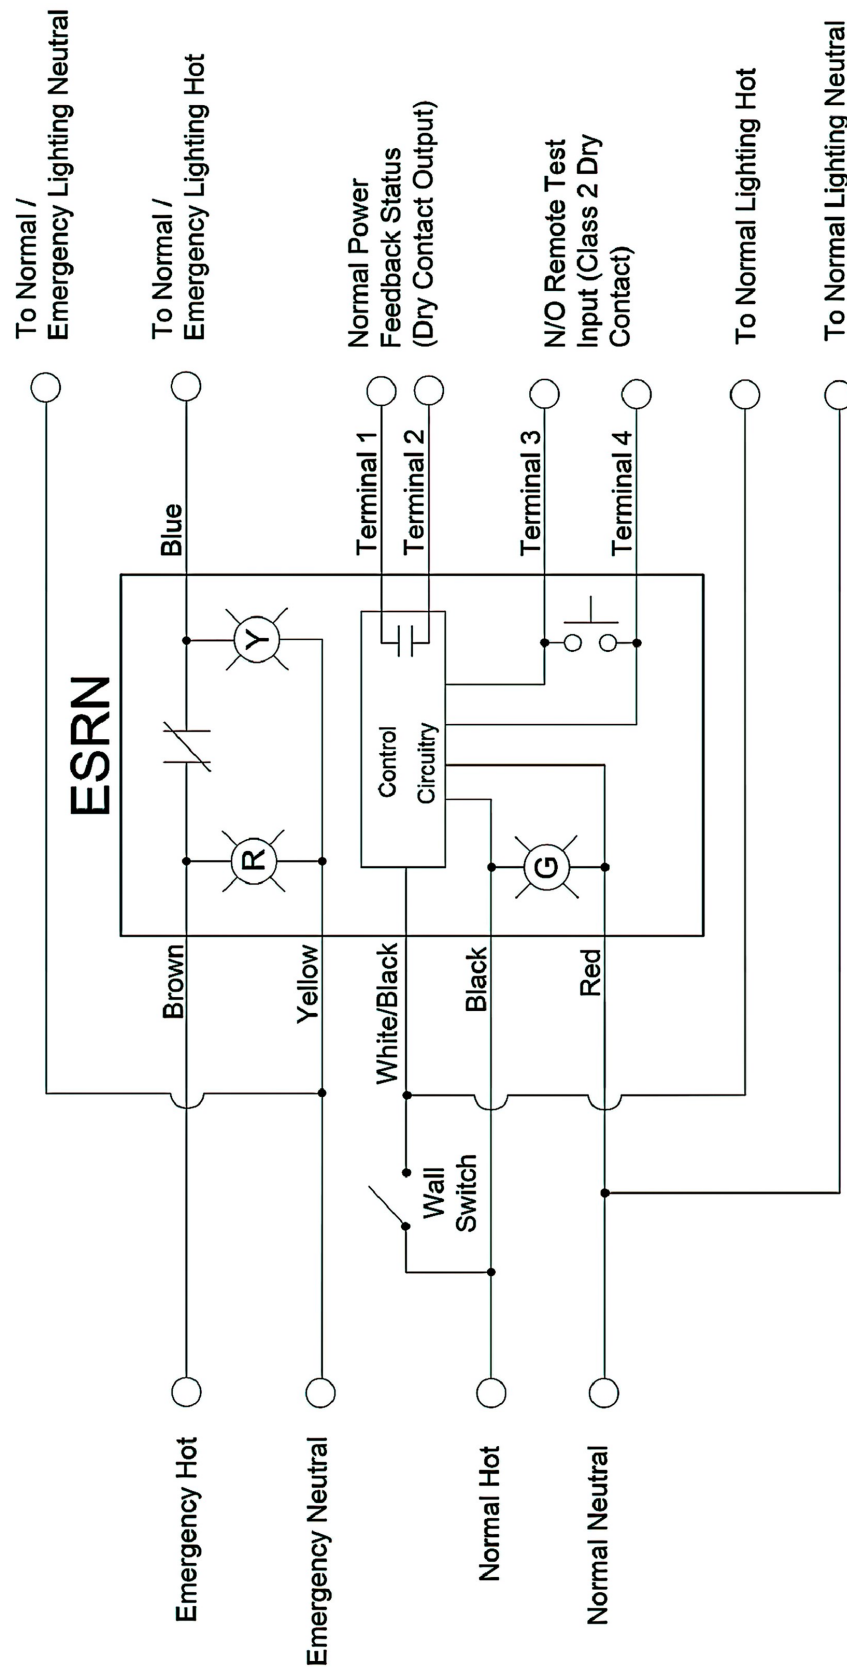 To Normal /
Emergency Lighting Neutral
To Normal /
Emergency Lighting Hot
Normal Power
Feedback Status
(Dry Contact Output)
N/O Remote Test
Input (Class 2 Dry
Contact)
To Normal Lighting Hot
To Normal Lighting Neutral
Blue
Terminal 1
Terminal 2
Terminal 3
Terminal 4
ESRN
Y
R
Control
Circuitry
G
Brown
Yellow
White/Black
Black
Red
Wall
Switch
Emergency Hot
Emergency Neutral
Normal Hot
Normal Neutral